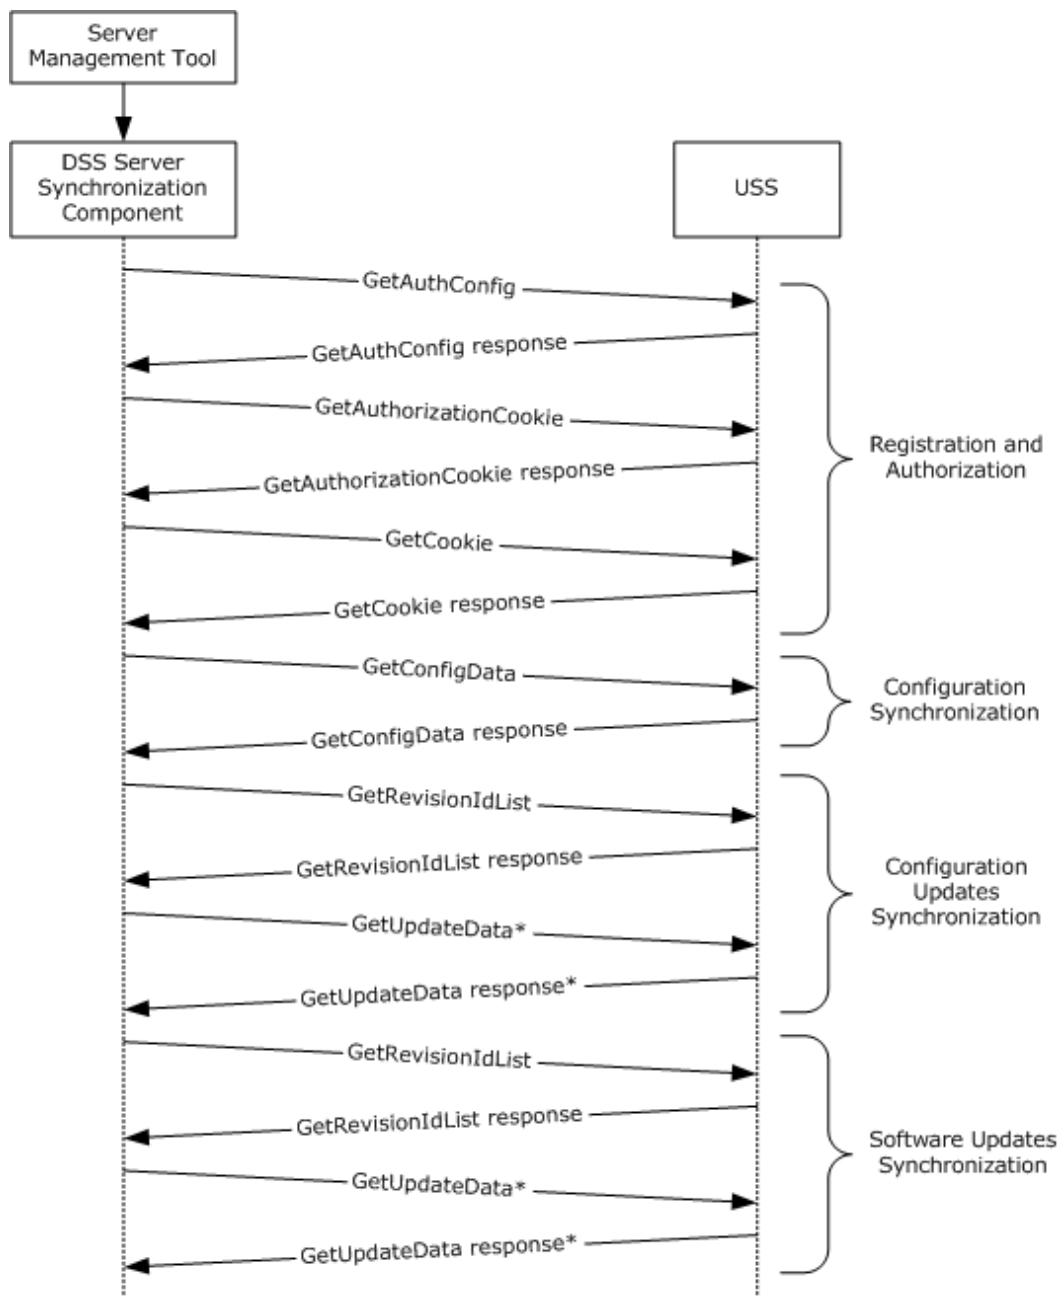 Server
Management Tool
DSS Server
Synchronization
Component
USS
GetAuthConfig
GetAuthConfig response
GetAuthorizationCookie
GetAuthorizationCookie response
GetCookie
GetCookie response
Registration and
Authorization
GetConfigData
GetConfigData response
Configuration
Synchronization
GetRevisionIdList
GetRevisionIdList response
GetUpdateData*
GetUpdateData response*
Configuration
Updates
Synchronization
GetRevisionIdList
GetRevisionIdList response
GetUpdateData*
GetUpdateData response*
Software Updates
Synchronization